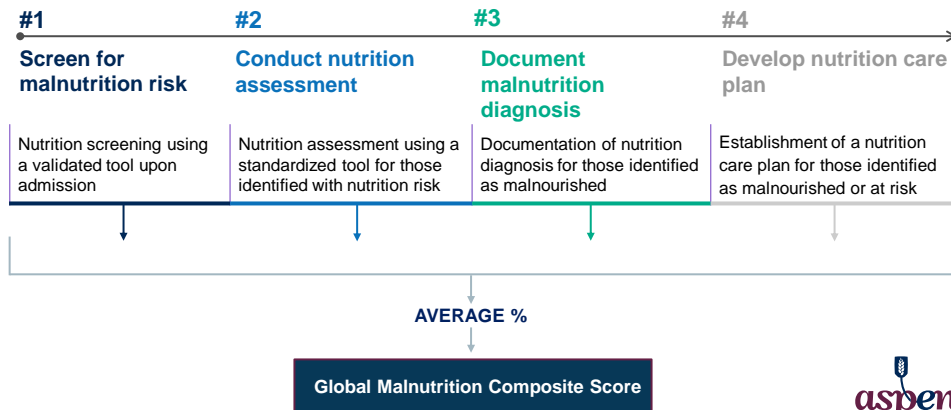 #1
#2
#3
#4
Screen for
malnutrition risk
Conduct nutrition
assessment
Document
malnutrition
diagnosis
Develop nutrition care
plan
Nutrition screening using
a validated tool upon
admission
Nutrition assessment using a
standardized tool for those
identified with nutrition risk
Documentation of nutrition
diagnosis for those identified
as malnourished
Establishment of a nutrition
care plan for those identified
as malnourished or at risk
AVERAGE %
Global Malnutrition Composite Score
aspen